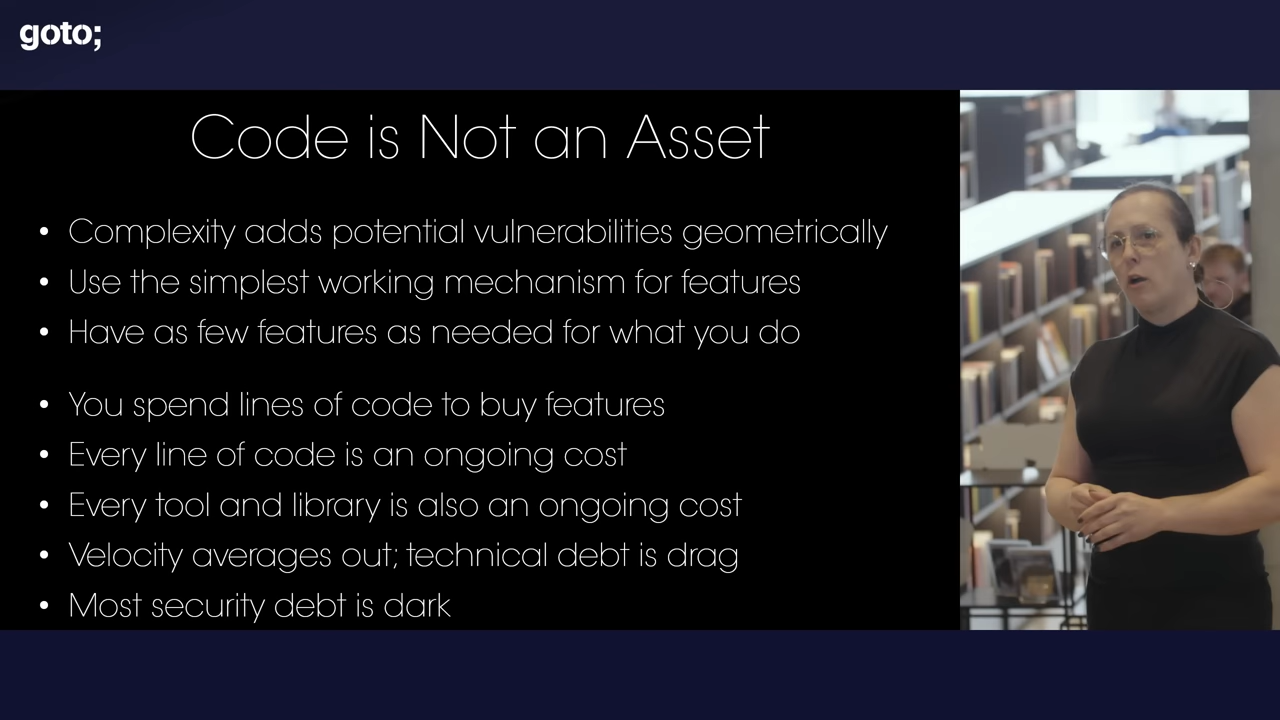 goto;
Code is Not an Asset
• Complexity adds potential vulnerabilities geometrically
• Use the simplest working mechanism for features
• Have as few features as needed for what you do
• You spend lines of code to buy features
• Every line of code is an ongoing cost
• Every tool and library is also an ongoing cost
• Velocity averages out; technical debt is drag
• Most security debt is dark